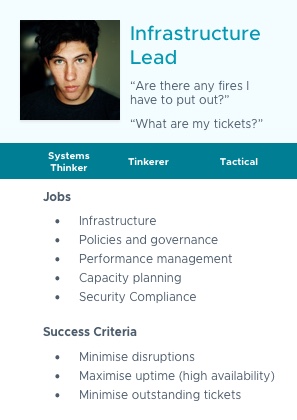 Infrastructure
Lead
“Are there any fires I
have to put out?”
“What are my tickets?”
Systems
Thinker
Tinkerer
Tactical
Jobs
• Infrastructure
• Policies and governance
• Performance management
• Capacity planning
• Security Compliance
Success Criteria
• Minimise disruptions
• Maximise uptime (high availability)
• Minimise outstanding tickets